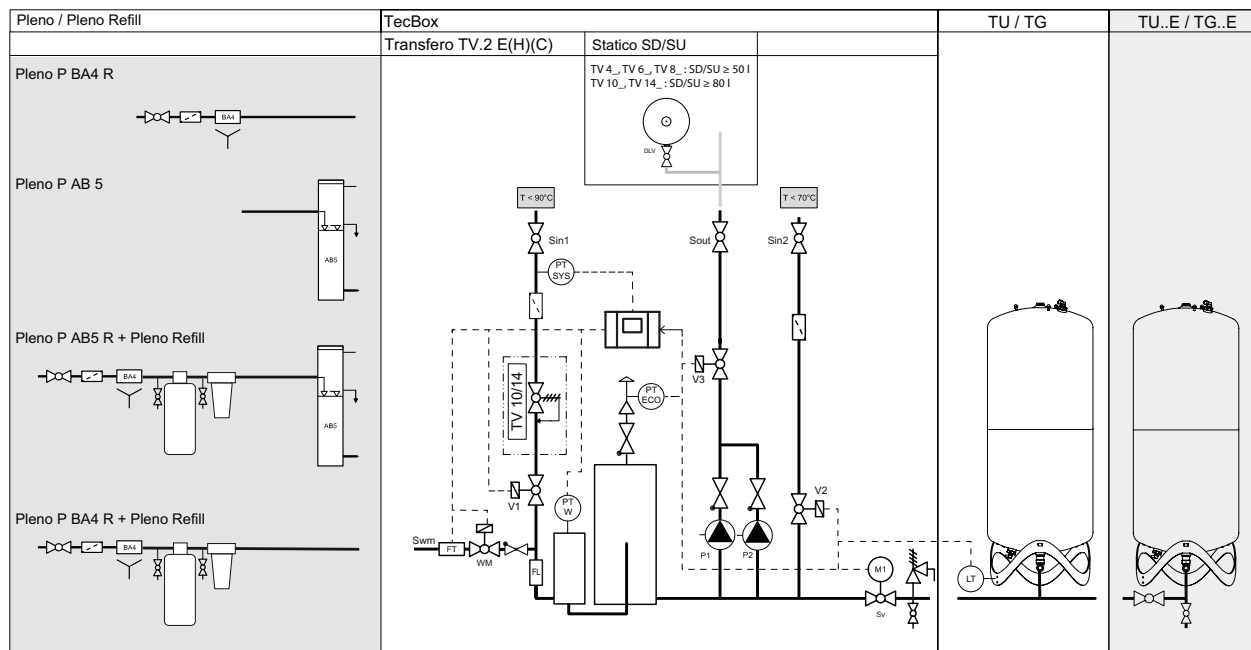 Pleno / Pleno Refill
TecBox
TU / TG
TU..E / TG..E
Transfero TV.2 E(H)(C)
Statico SD/SU
Pleno P BA4 R
BA4
TV 4_, TV 6_, TV 8_ : SD/SU ≥ 50 l
TV 10_, TV 14_ : SD/SU ≥ 80 l
DLV
Pleno P AB 5
AB5
T < 90°C
T < 70°C
Sin1
Sout
Sin2
PT
SYS
Pleno P AB5 R + Pleno Refill
BA4
AB5
TV 10/14
V3
PT
ECO
V1
PT
W
V2
Pleno P BA4 R + Pleno Refill
BA4
Swm
FT
WM
FL
P1
P2
M1
Sv
LT